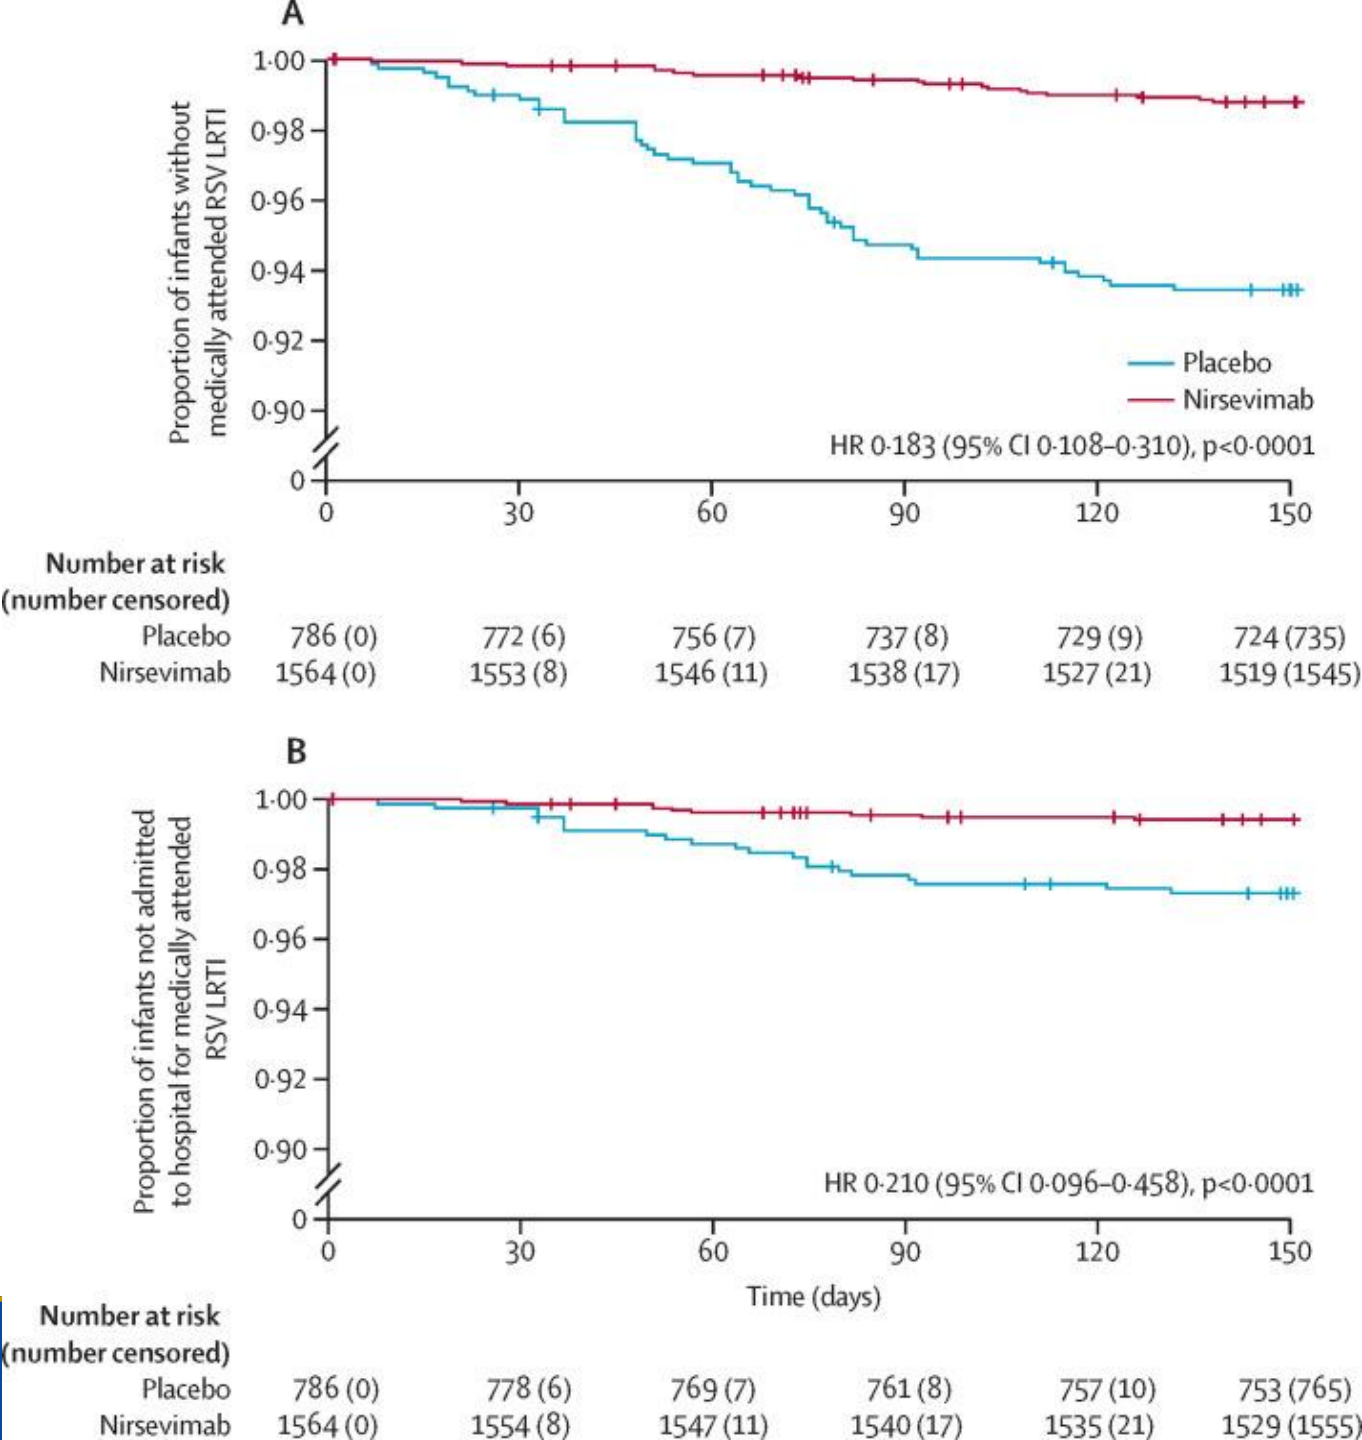 A
Proportion of infants without
medically attended RSV LRTI
1·00
0·98
0·96
0·94
0·92
0·90
0
Placebo
Nirsevimab
HR 0·183 (95% CI 0·108–0·310), p<0·0001
0 30 60 90 120 150
Number at risk
(number censored)
Placebo 786 (0) 772 (6) 756 (7) 737 (8) 729 (9) 724 (735)
Nirsevimab 1564 (0) 1553 (8) 1546 (11) 1538 (17) 1527 (21) 1519 (1545)
B
Proportion of infants not admitted
to hospital for medically attended
RSV LRTI
1·00
0·98
0·96
0·94
0·92
0·90
0
HR 0·210 (95% CI 0·096–0·458), p<0·0001
0 30 60 90 120 150
Time (days)
Number at risk
(number censored)
Placebo 786 (0) 778 (6) 769 (7) 761 (8) 757 (10) 753 (765)
Nirsevimab 1564 (0) 1554 (8) 1547 (11) 1540 (17) 1535 (21) 1529 (1555)